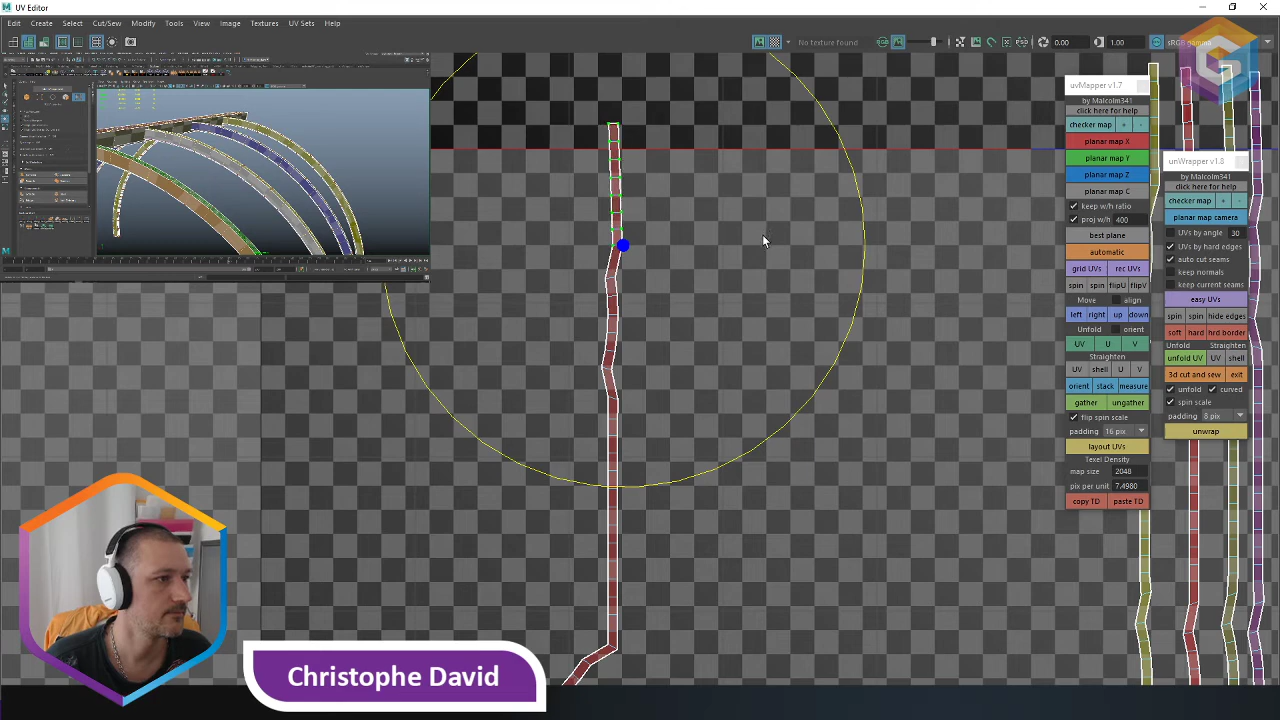 UV Editor
Edit Create Select Cut/Sew Modify Tools View Image Textures UV Sets Help
No texture found
0.00
1.00
sRGB gamma
uvMapper v1.7
by Malcolm341
click here for help
checker map + -
planar map X
planar map Y
planar map Z
planar map C
keep w/h ratio
proj w/h 400
best plane
automatic
grid UVs rec UVs
spin spin flipU flipV
Move align
left right up down
Unfold orient
UV U V
Straighten
UV shell U V
orient stack measure
gather ungather
flip spin scale
padding 16 pix
layout UVs
Texel Density
map size 2048
pix per unit 7.4980
copy TD paste TD
unWrapper v1.3
by Malcolm341
click here for help
checker map + -
planar map camera
UVs by angle 30
UVs by hard edges
auto cut seams
keep normals
keep current seams
easy UVs
spin spin hide edges
soft hard hrd border
Unfold Straighten
unfold UV UV shell
3d cut and sew exit
unfold curved
spin scale
padding 8 pix
unwrap
Christophe David